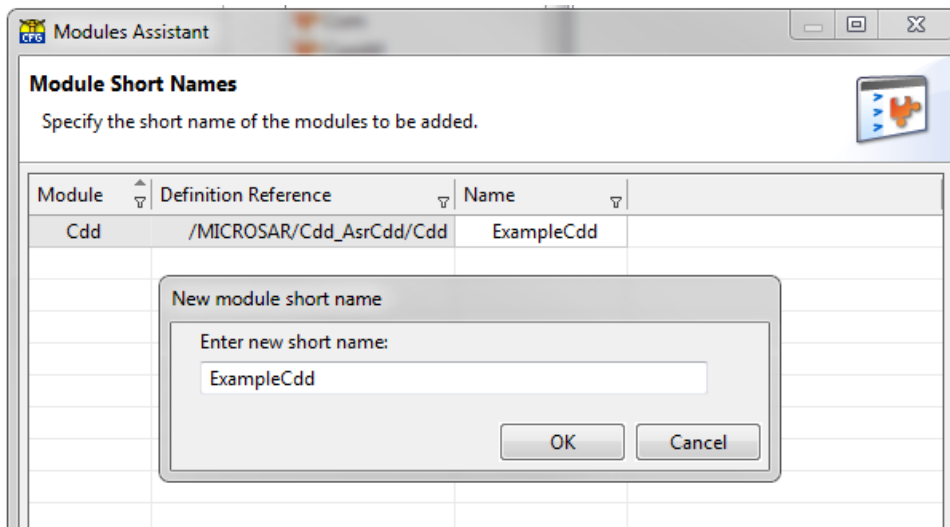 CFG Modules Assistant
Module Short Names
Specify the short name of the modules to be added.
Module Definition Reference Name
Cdd /MICROSAR/Cdd_AsrCdd/Cdd ExampleCdd
New module short name
Enter new short name:
ExampleCdd
OK Cancel